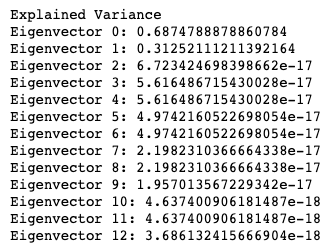 Explained Variance
Eigenvector 0: 0.6874788878860784
Eigenvector 1: 0.31252111211392164
Eigenvector 2: 6.723424698398662e-17
Eigenvector 3: 5.616486715430028e-17
Eigenvector 4: 5.616486715430028e-17
Eigenvector 5: 4.9742160522698054e-17
Eigenvector 6: 4.9742160522698054e-17
Eigenvector 7: 2.1982310366664338e-17
Eigenvector 8: 2.1982310366664338e-17
Eigenvector 9: 1.957013567229342e-17
Eigenvector 10: 4.637400906181487e-18
Eigenvector 11: 4.637400906181487e-18
Eigenvector 12: 3.686132415666904e-18